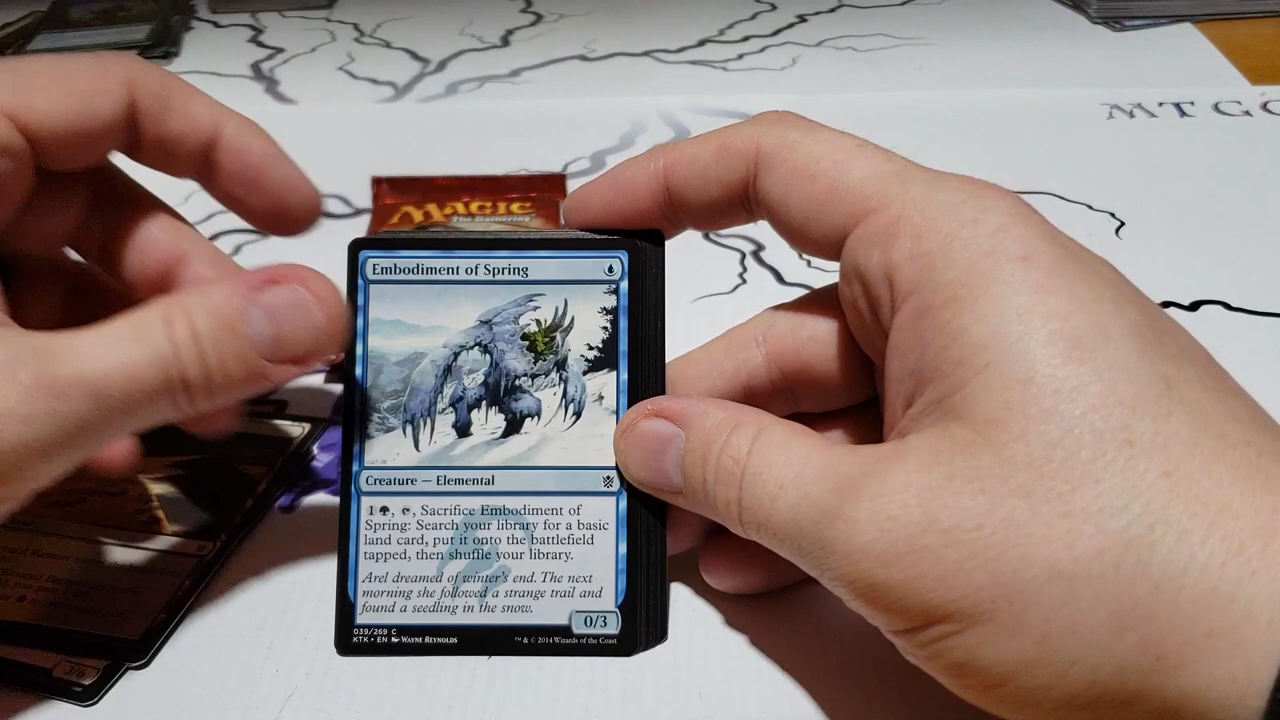 MTGG
MAGIC
The Gathering
Embodiment of Spring
Creature — Elemental
1 , , Sacrifice Embodiment of
Spring: Search your library for a basic
land card, put it onto the battlefield
tapped, then shuffle your library.
Arel dreamed of winter's end. The next
morning she followed a strange trail and
found a seedling in the snow.
0/3
039/269 C
KTK • EN WAYNE REYNOLDS
™ & © 2014 Wizards of the Coast
3/6